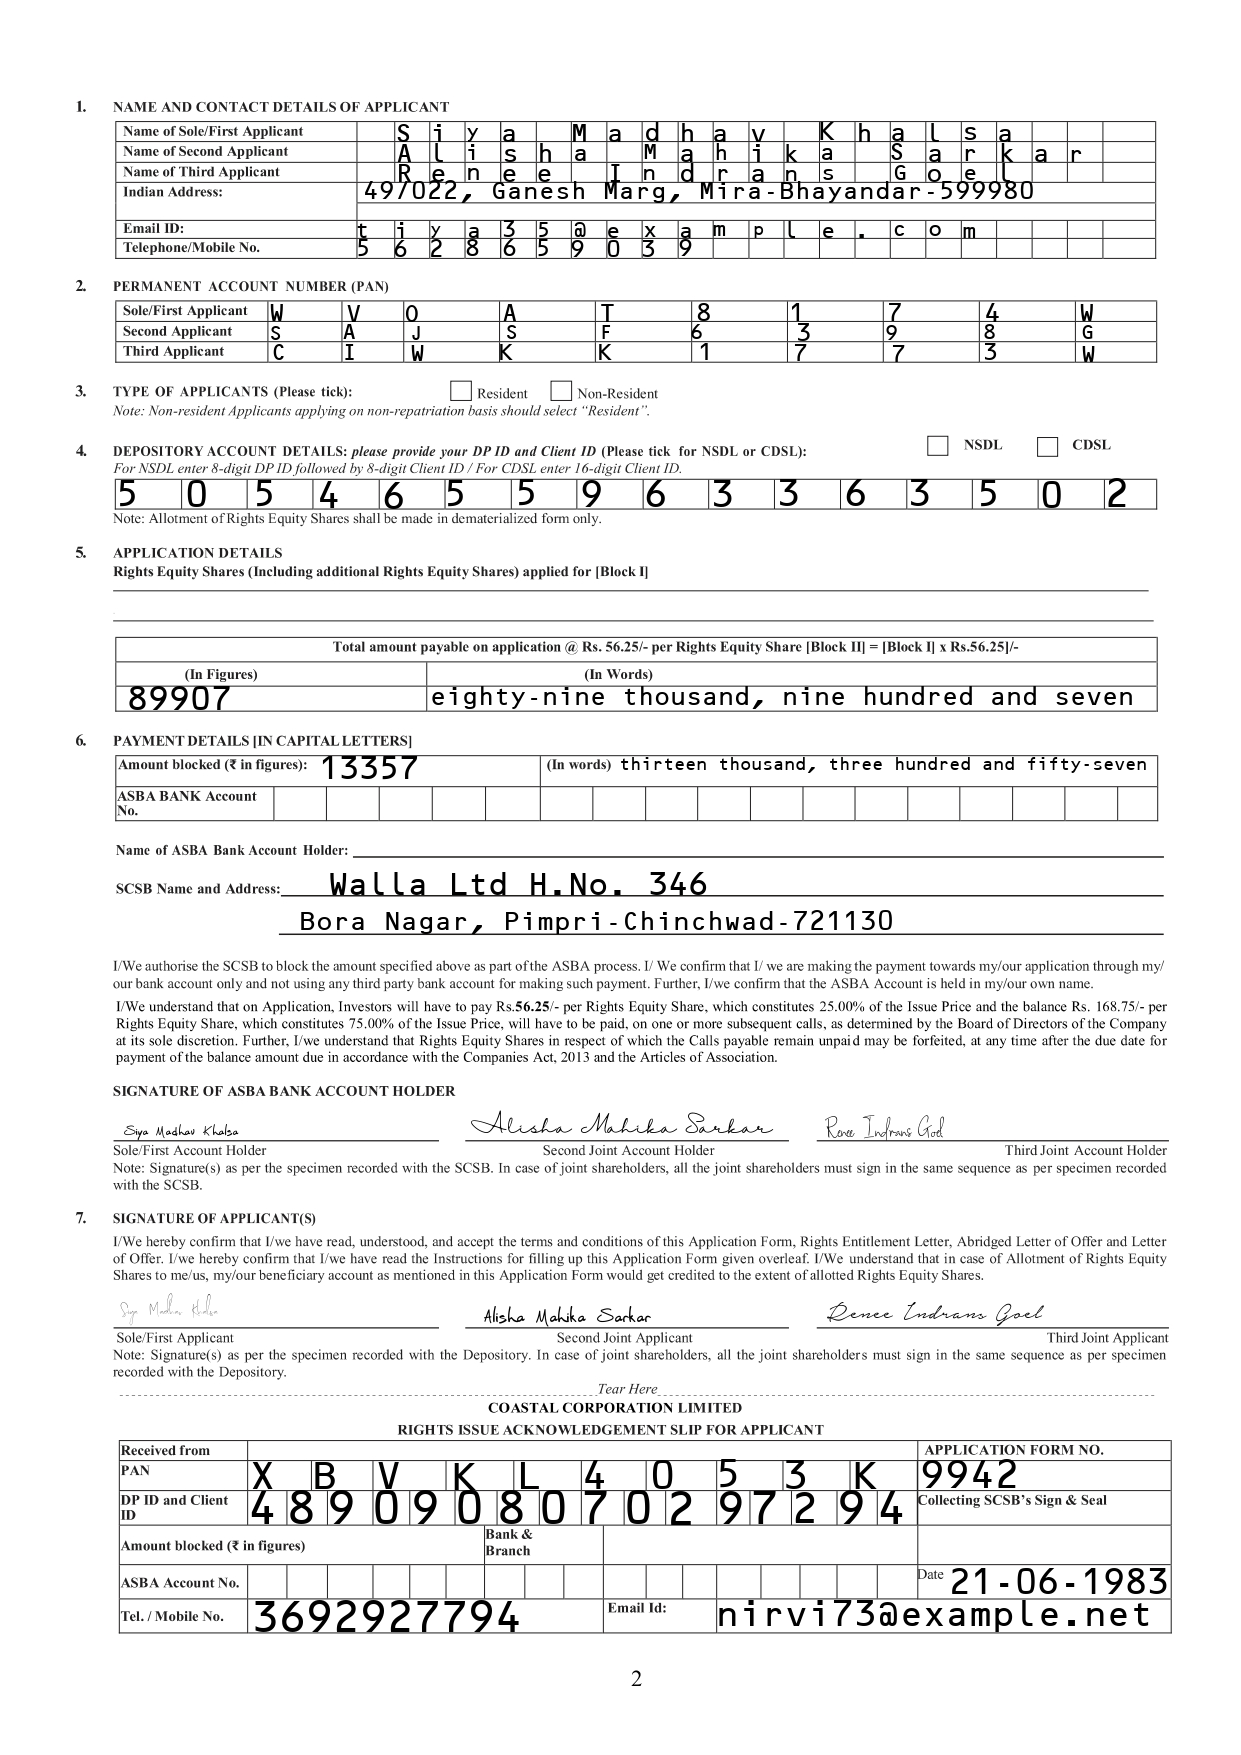 1. NAME AND CONTACT DETAILS OF APPLICANT
Name of Sole/First Applicant Siya Madhav Khalsa
Name of Second Applicant Alisha Mahika Sarkar
Name of Third Applicant Renee Indrans Goel
Indian Address: 49/022, Ganesh Marg, Mira-Bhayandar-599980
Email ID: tiya35@example.com
Telephone/Mobile No. 5628659039
2. PERMANENT ACCOUNT NUMBER (PAN)
Sole/First Applicant W V O A T 8 1 7 4 W
Second Applicant S A J S F 6 3 9 8 G
Third Applicant C I W K K 1 7 7 3 W
3. TYPE OF APPLICANTS (Please tick): Resident Non-Resident
Note: Non-resident Applicants applying on non-repatriation basis should select “Resident”.
4. DEPOSITORY ACCOUNT DETAILS: please provide your DP ID and Client ID (Please tick for NSDL or CDSL): NSDL CDSL
For NSDL enter 8-digit DP ID followed by 8-digit Client ID / For CDSL enter 16-digit Client ID.
5 0 5 4 6 5 5 9 6 3 3 6 3 5 0 2
Note: Allotment of Rights Equity Shares shall be made in dematerialized form only.
5. APPLICATION DETAILS
Rights Equity Shares (Including additional Rights Equity Shares) applied for [Block I]
Total amount payable on application @ Rs. 56.25/- per Rights Equity Share [Block II] = [Block I] x Rs.56.25]/-
(In Figures) (In Words)
89907 eighty-nine thousand, nine hundred and seven
6. PAYMENT DETAILS [IN CAPITAL LETTERS]
Amount blocked (₹ in figures): 13357 (In words) thirteen thousand, three hundred and fifty-seven
ASBA BANK Account
No.
Name of ASBA Bank Account Holder:
SCSB Name and Address: Walla Ltd H.No. 346
Bora Nagar, Pimpri-Chinchwad-721130
I/We authorise the SCSB to block the amount specified above as part of the ASBA process. I/ We confirm that I/ we are making the payment towards my/our application through my/
our bank account only and not using any third party bank account for making such payment. Further, I/we confirm that the ASBA Account is held in my/our own name.
I/We understand that on Application, Investors will have to pay Rs.56.25/- per Rights Equity Share, which constitutes 25.00% of the Issue Price and the balance Rs. 168.75/- per
Rights Equity Share, which constitutes 75.00% of the Issue Price, will have to be paid, on one or more subsequent calls, as determined by the Board of Directors of the Company
at its sole discretion. Further, I/we understand that Rights Equity Shares in respect of which the Calls payable remain unpaid may be forfeited, at any time after the due date for
payment of the balance amount due in accordance with the Companies Act, 2013 and the Articles of Association.
SIGNATURE OF ASBA BANK ACCOUNT HOLDER
Siya Madhav Khalsa Alisha Mahika Sarkar Renee Indrans Goel
Sole/First Account Holder Second Joint Account Holder Third Joint Account Holder
Note: Signature(s) as per the specimen recorded with the SCSB. In case of joint shareholders, all the joint shareholders must sign in the same sequence as per specimen recorded
with the SCSB.
7. SIGNATURE OF APPLICANT(S)
I/We hereby confirm that I/we have read, understood, and accept the terms and conditions of this Application Form, Rights Entitlement Letter, Abridged Letter of Offer and Letter
of Offer. I/we hereby confirm that I/we have read the Instructions for filling up this Application Form given overleaf. I/We understand that in case of Allotment of Rights Equity
Shares to me/us, my/our beneficiary account as mentioned in this Application Form would get credited to the extent of allotted Rights Equity Shares.
Siya Madhav Khalsa Alisha Mahika Sarkar Renee Indrans Goel
Sole/First Applicant Second Joint Applicant Third Joint Applicant
Note: Signature(s) as per the specimen recorded with the Depository. In case of joint shareholders, all the joint shareholders must sign in the same sequence as per specimen
recorded with the Depository.
Tear Here
COASTAL CORPORATION LIMITED
RIGHTS ISSUE ACKNOWLEDGEMENT SLIP FOR APPLICANT
Received from APPLICATION FORM NO.
PAN X B V K L 4 0 5 3 K 9942
DP ID and Client
ID 4 8 9 0 9 0 8 0 7 0 2 9 7 2 9 4 Collecting SCSB’s Sign & Seal
Amount blocked (₹ in figures) Bank &
Branch
ASBA Account No. Date 21-06-1983
Tel. / Mobile No. 3692927794 Email Id: nirvi73@example.net
2